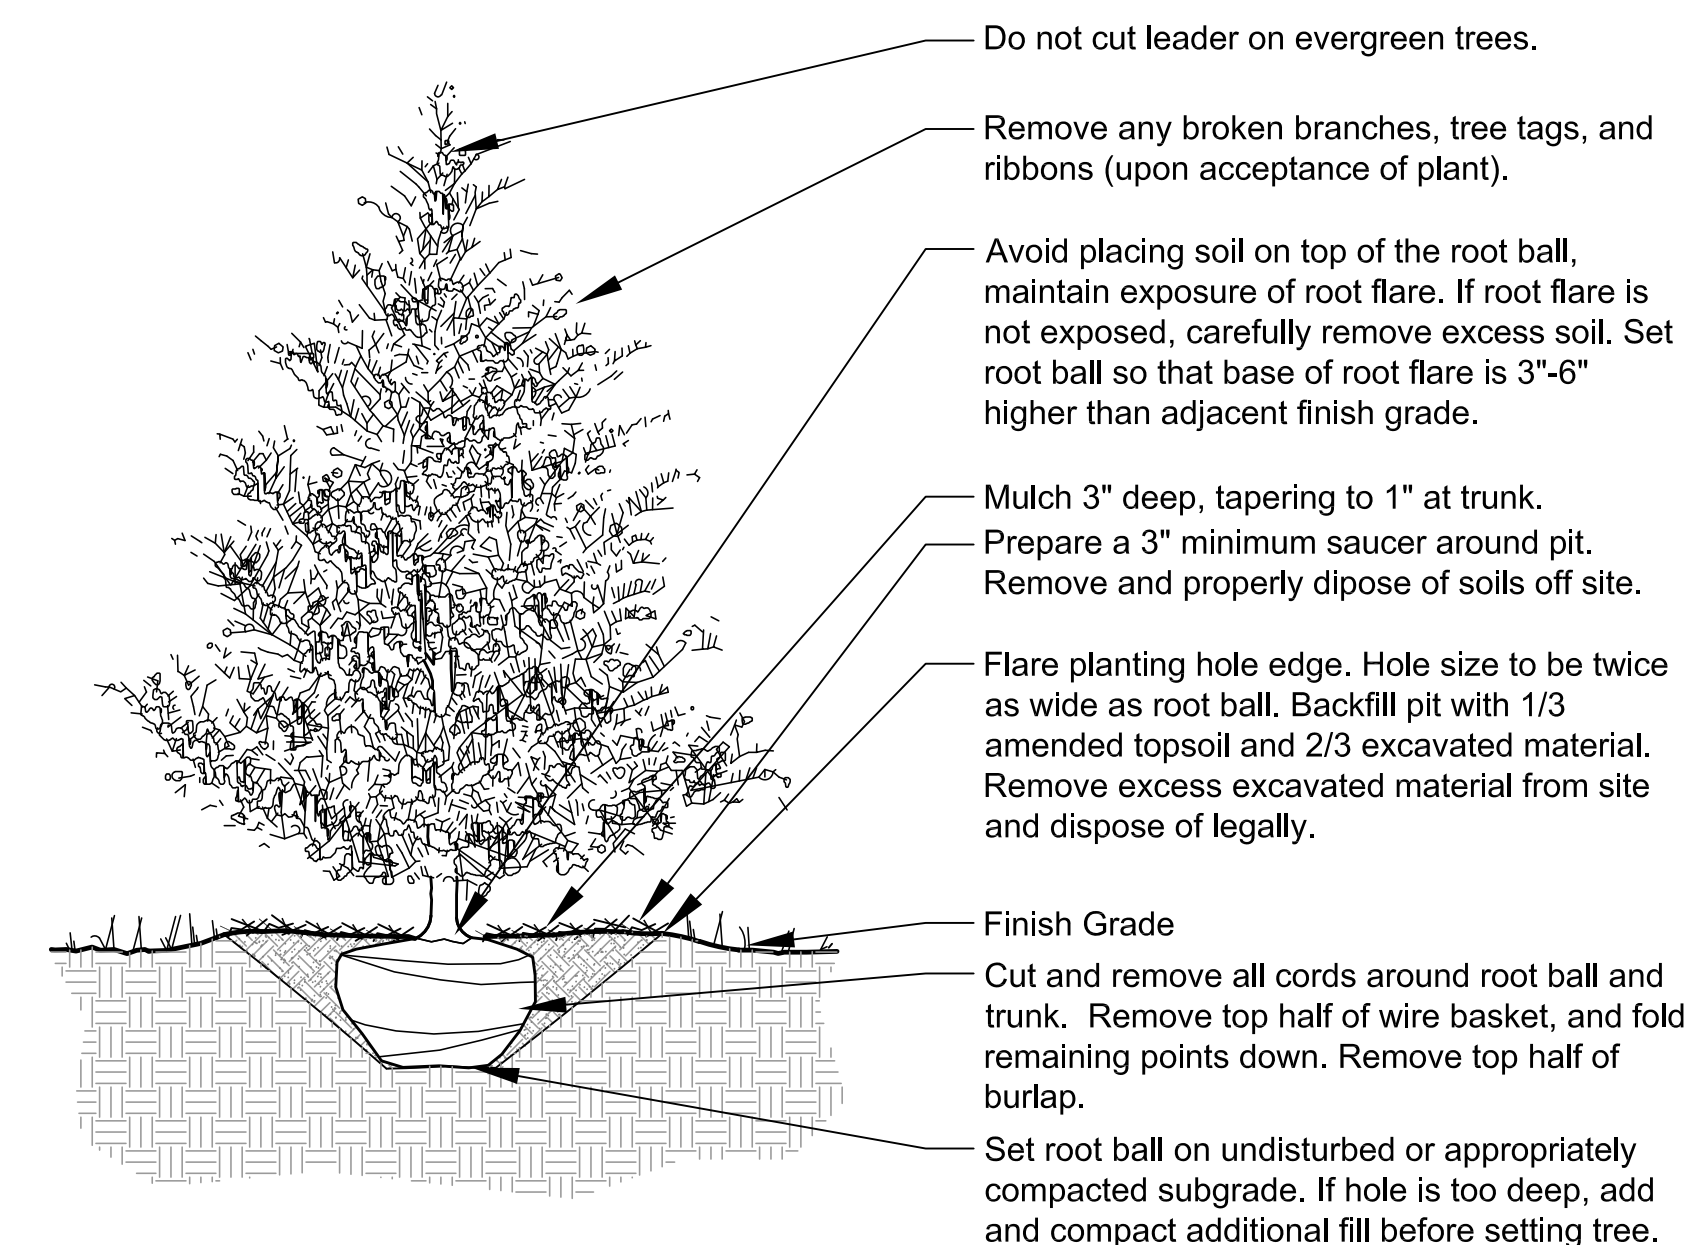 Do not cut leader on evergreen trees.
Remove any broken branches, tree tags, and
ribbons (upon acceptance of plant).
Avoid placing soil on top of the root ball,
maintain exposure of root flare. If root flare is
not exposed, carefully remove excess soil. Set
root ball so that base of root flare is 3"-6"
higher than adjacent finish grade.
Mulch 3" deep, tapering to 1" at trunk.
Prepare a 3" minimum saucer around pit.
Remove and properly dipose of soils off site.
Flare planting hole edge. Hole size to be twice
as wide as root ball. Backfill pit with 1/3
amended topsoil and 2/3 excavated material.
Remove excess excavated material from site
and dispose of legally.
Finish Grade
Cut and remove all cords around root ball and
trunk.  Remove top half of wire basket, and fold
remaining points down. Remove top half of
burlap.
Set root ball on undisturbed or appropriately
compacted subgrade. If hole is too deep, add
and compact additional fill before setting tree.